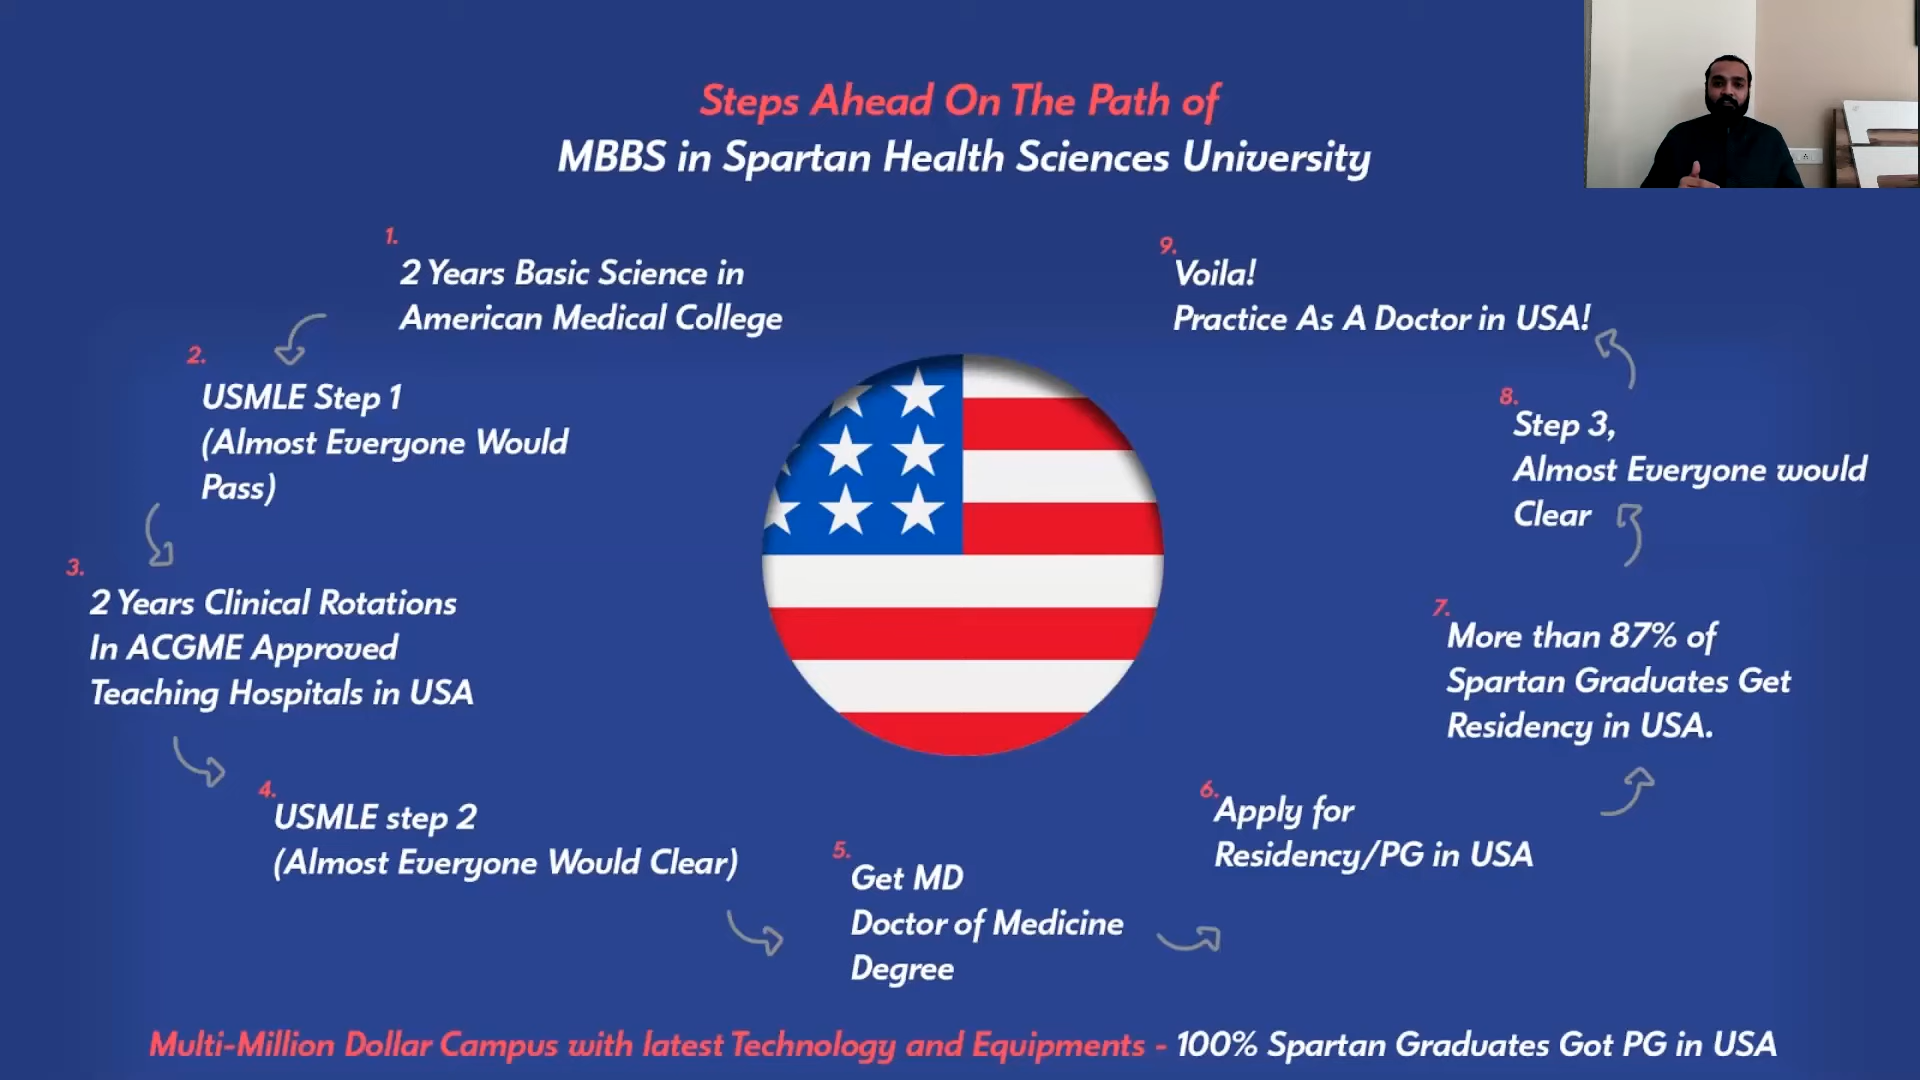 Steps Ahead On The Path of
MBBS in Spartan Health Sciences University
1.
2 Years Basic Science in
American Medical College
2.
USMLE Step 1
(Almost Everyone Would
Pass)
3.
2 Years Clinical Rotations
In ACGME Approved
Teaching Hospitals in USA
4.
USMLE step 2
(Almost Everyone Would Clear)
5.
Get MD
Doctor of Medicine
Degree
6.
Apply for
Residency/PG in USA
7.
More than 87% of
Spartan Graduates Get
Residency in USA.
8.
Step 3,
Almost Everyone would
Clear
9.
Voila!
Practice As A Doctor in USA!
Multi-Million Dollar Campus with latest Technology and Equipments - 100% Spartan Graduates Got PG in USA